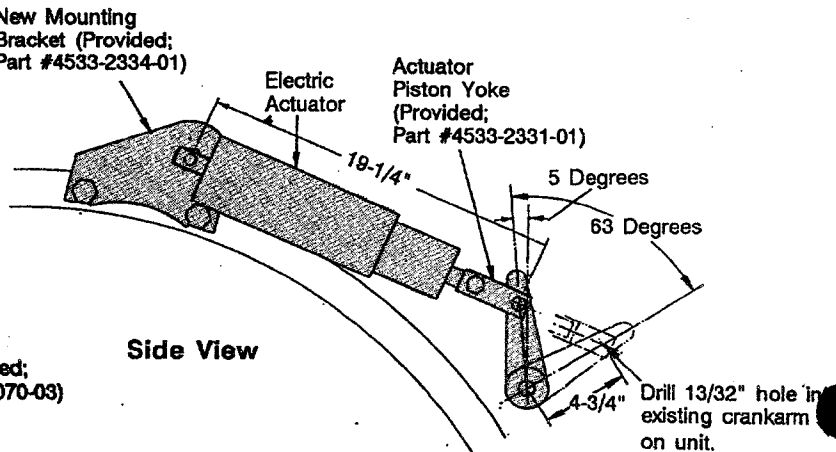 New Mounting
Bracket (Provided;
Part #4533-2334-01)
Electric
Actuator
Actuator
Piston Yoke
(Provided;
Part #4533-2331-01)
19-1/4"
5 Degrees
63 Degrees
Side View
ed;
070-03)
4-3/4"
Drill 13/32" hole in
existing crankarm
on unit.